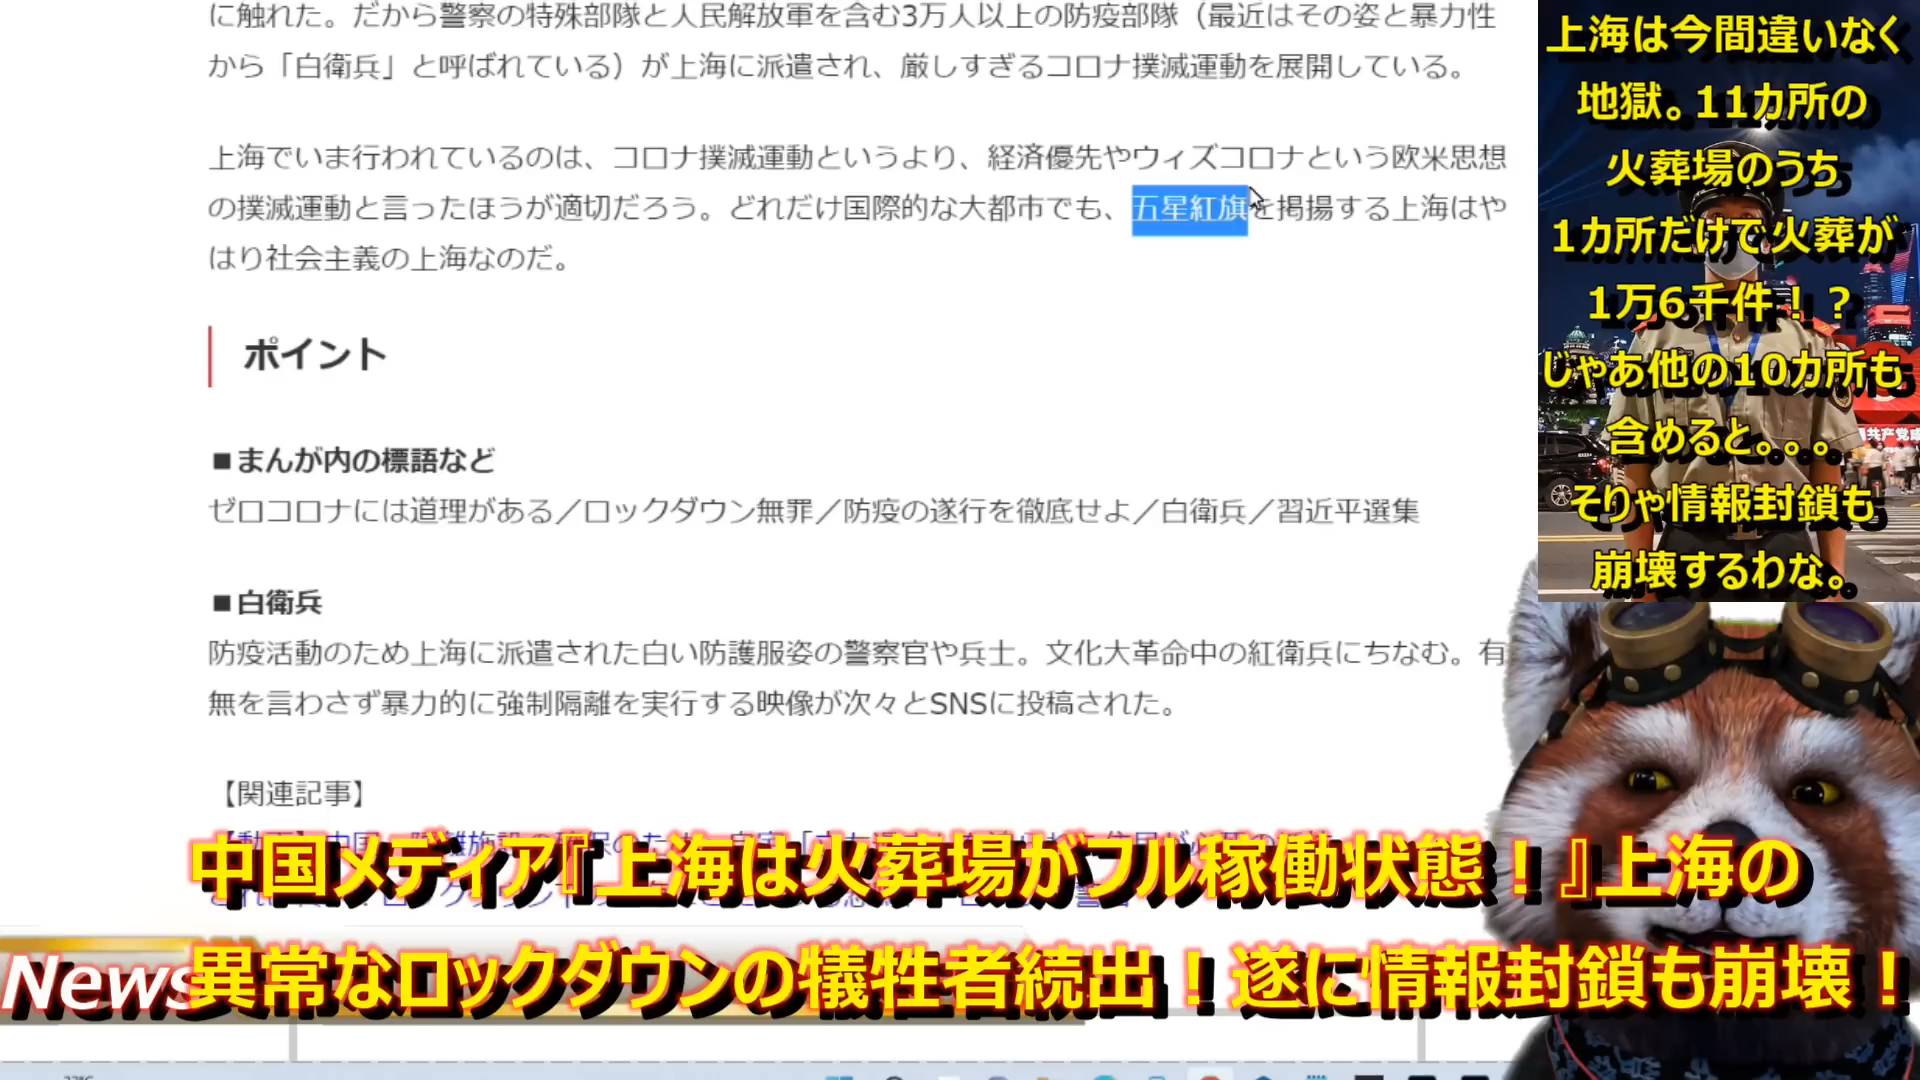 に触れた。だから警察の特殊部隊と人民解放軍を含む3万人以上の防疫部隊（最近はその姿と暴力性
から「白衛兵」と呼ばれている）が上海に派遣され、厳しすぎるコロナ撲滅運動を展開している。
上海でいま行われているのは、コロナ撲滅運動というより、経済優先やウィズコロナという欧米思想
の撲滅運動と言ったほうが適切だろう。どれだけ国際的な大都市でも、五星紅旗を掲揚する上海はや
はり社会主義の上海なのだ。
ポイント
■まんが内の標語など
ゼロコロナには道理がある／ロックダウン無罪／防疫の遂行を徹底せよ／白衛兵／習近平選集
■白衛兵
防疫活動のため上海に派遣された白い防護服姿の警察官や兵士。文化大革命中の紅衛兵にちなむ。有
無を言わさず暴力的に強制隔離を実行する映像が次々とSNSに投稿された。
【関連記事】
上海は今間違いなく
地獄。11カ所の
火葬場のうち
1カ所だけで火葬が
1万6千件！？
じゃあ他の10カ所も
含めると。。。
そりゃ情報封鎖も
崩壊するわな。
共产党
中国メディア『上海は火葬場がフル稼働状態！』上海の
News
異常なロックダウンの犠牲者続出！遂に情報封鎖も崩壊！